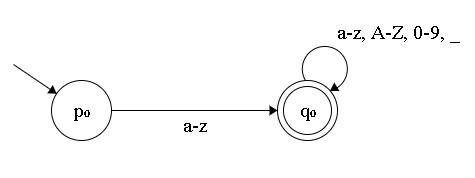 a-z, A-Z, 0-9, _
p₀
q₀
a-z